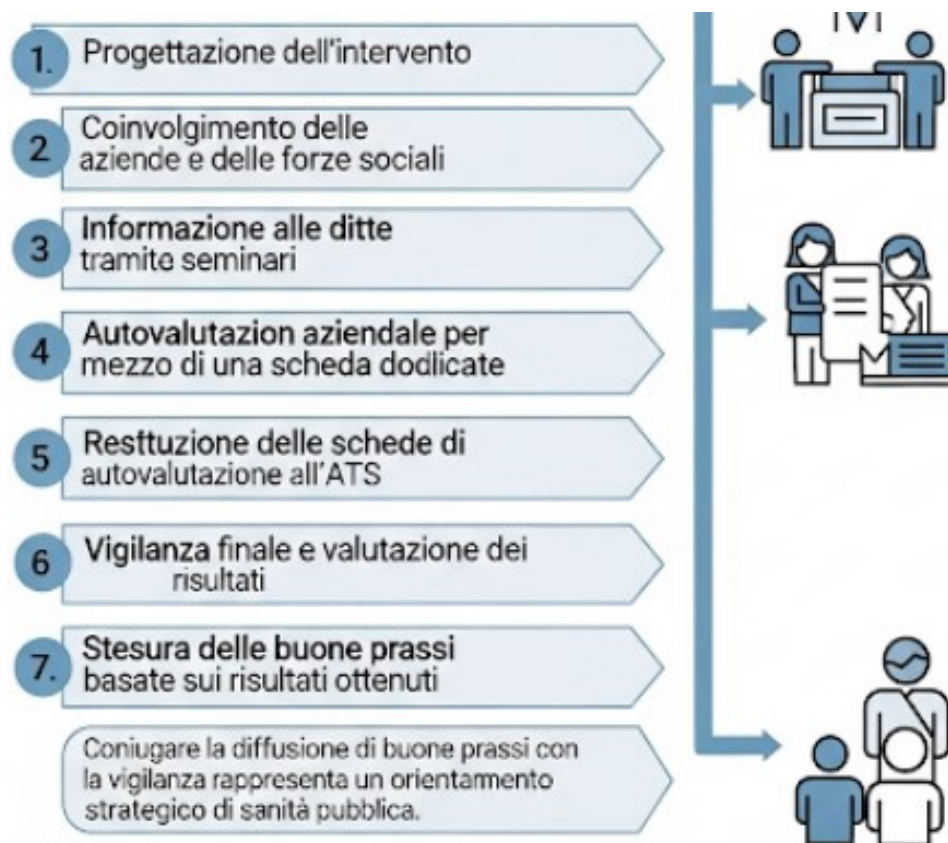 1. Progettazione dell'intervento
2 Coinvolgimento delle
aziende e delle forze sociali
3 Informazione alle ditte
tramite seminari
4 Autovalutazion aziendale per
mezzo di una scheda dodlicate
5 Resttuzione delle schede di
autovalutazione all'ATS
6 Vigilanza finale e valutazione dei
risultati
7. Stesura delle buone prassi
basate sui risultati ottenuti
Coniugare la diffusione di buone prassi con
la vigilanza rappresenta un orientamento
strategico di sanità pubblica.